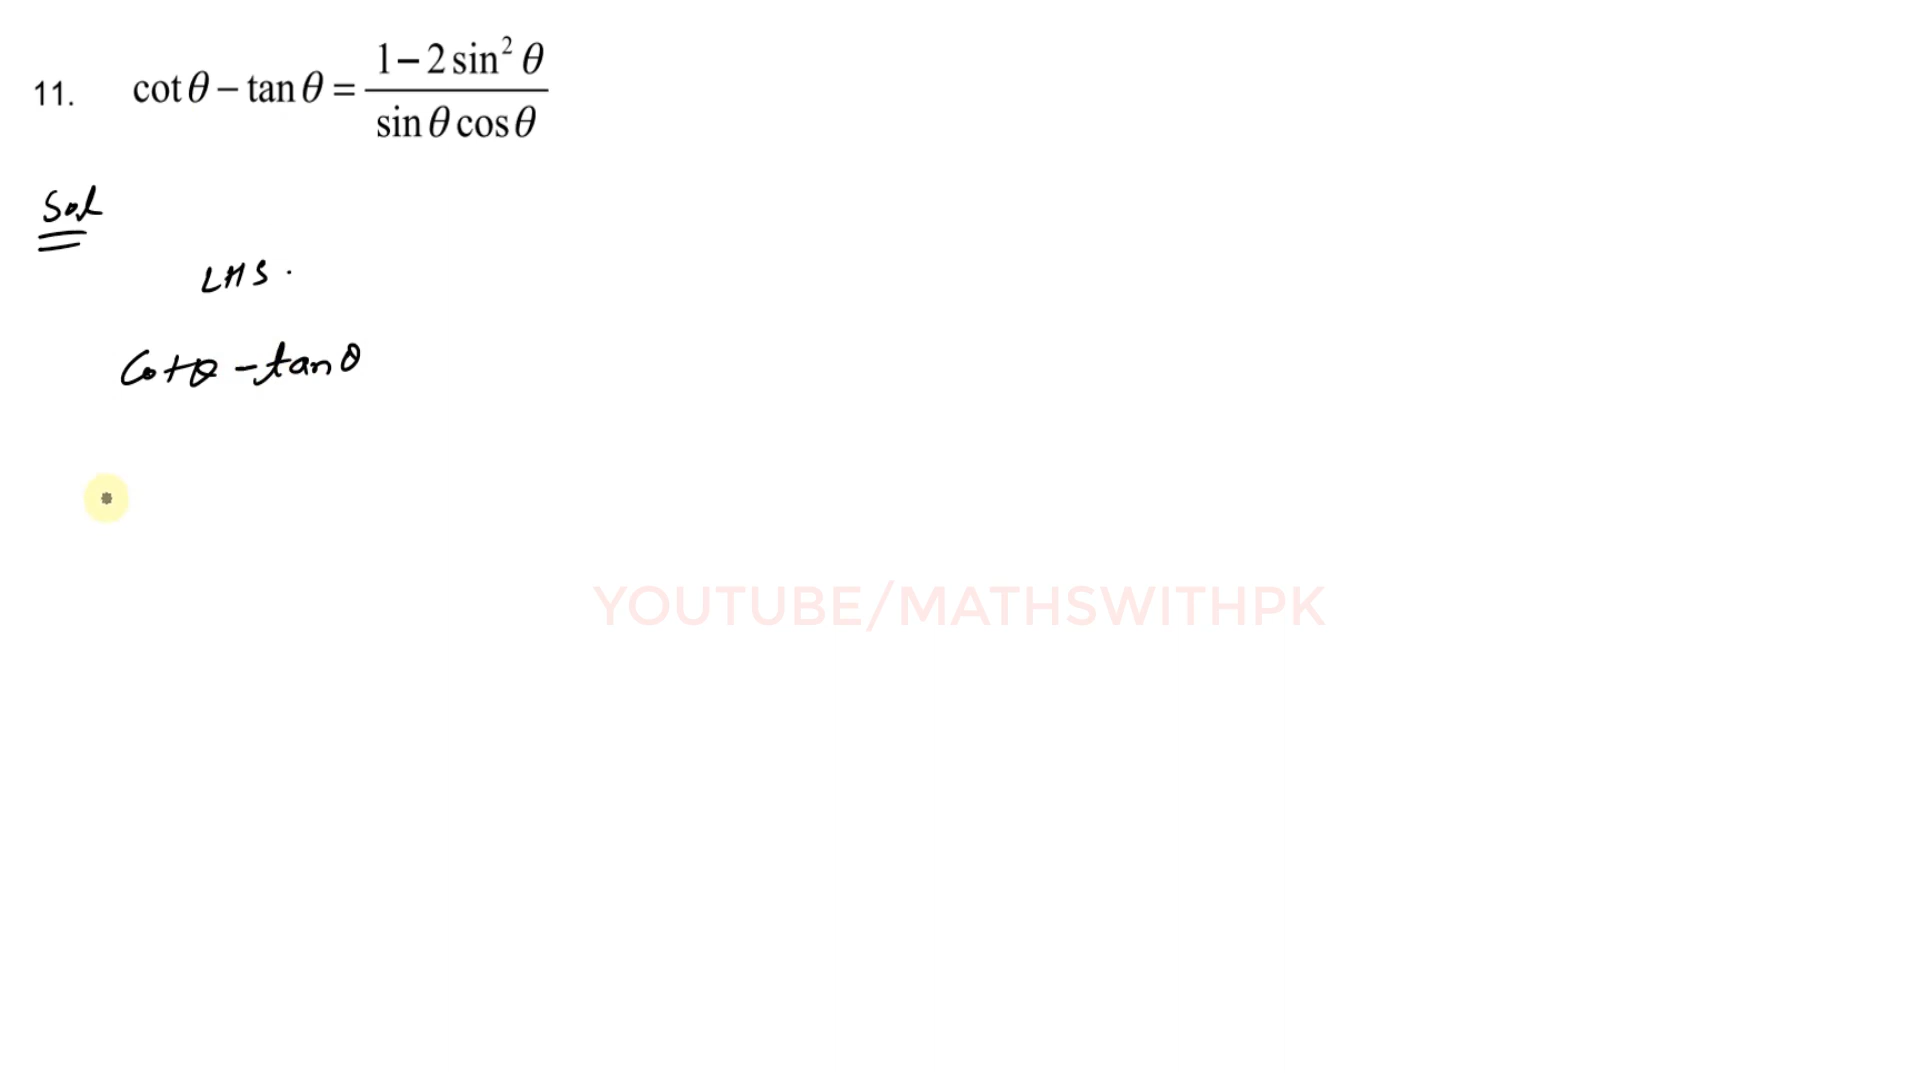 11. cot θ – tan θ = (1 – 2 sin² θ) / (sin θ cos θ)
Sol
LHS.
Cotθ - tanθ
YOUTUBE/MATHSWITHPK